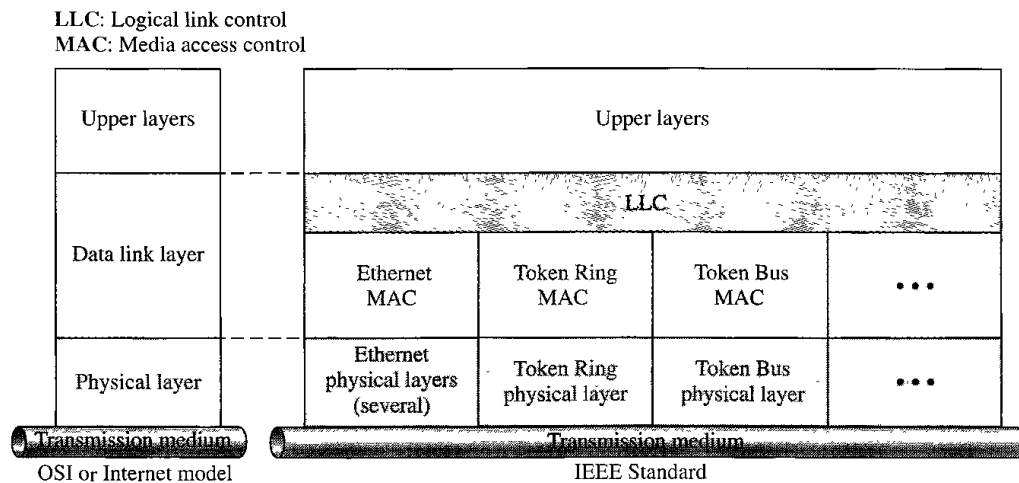 LLC: Logical link control
MAC: Media access control
Upper layers
Upper layers
LLC
Data link layer
Ethernet
MAC
Token Ring
MAC
Token Bus
MAC
•••
Physical layer
Ethernet
physical layers
(several)
Token Ring
physical layer
Token Bus
physical layer
•••
Transmission medium
Transmission medium
OSI or Internet model
IEEE Standard